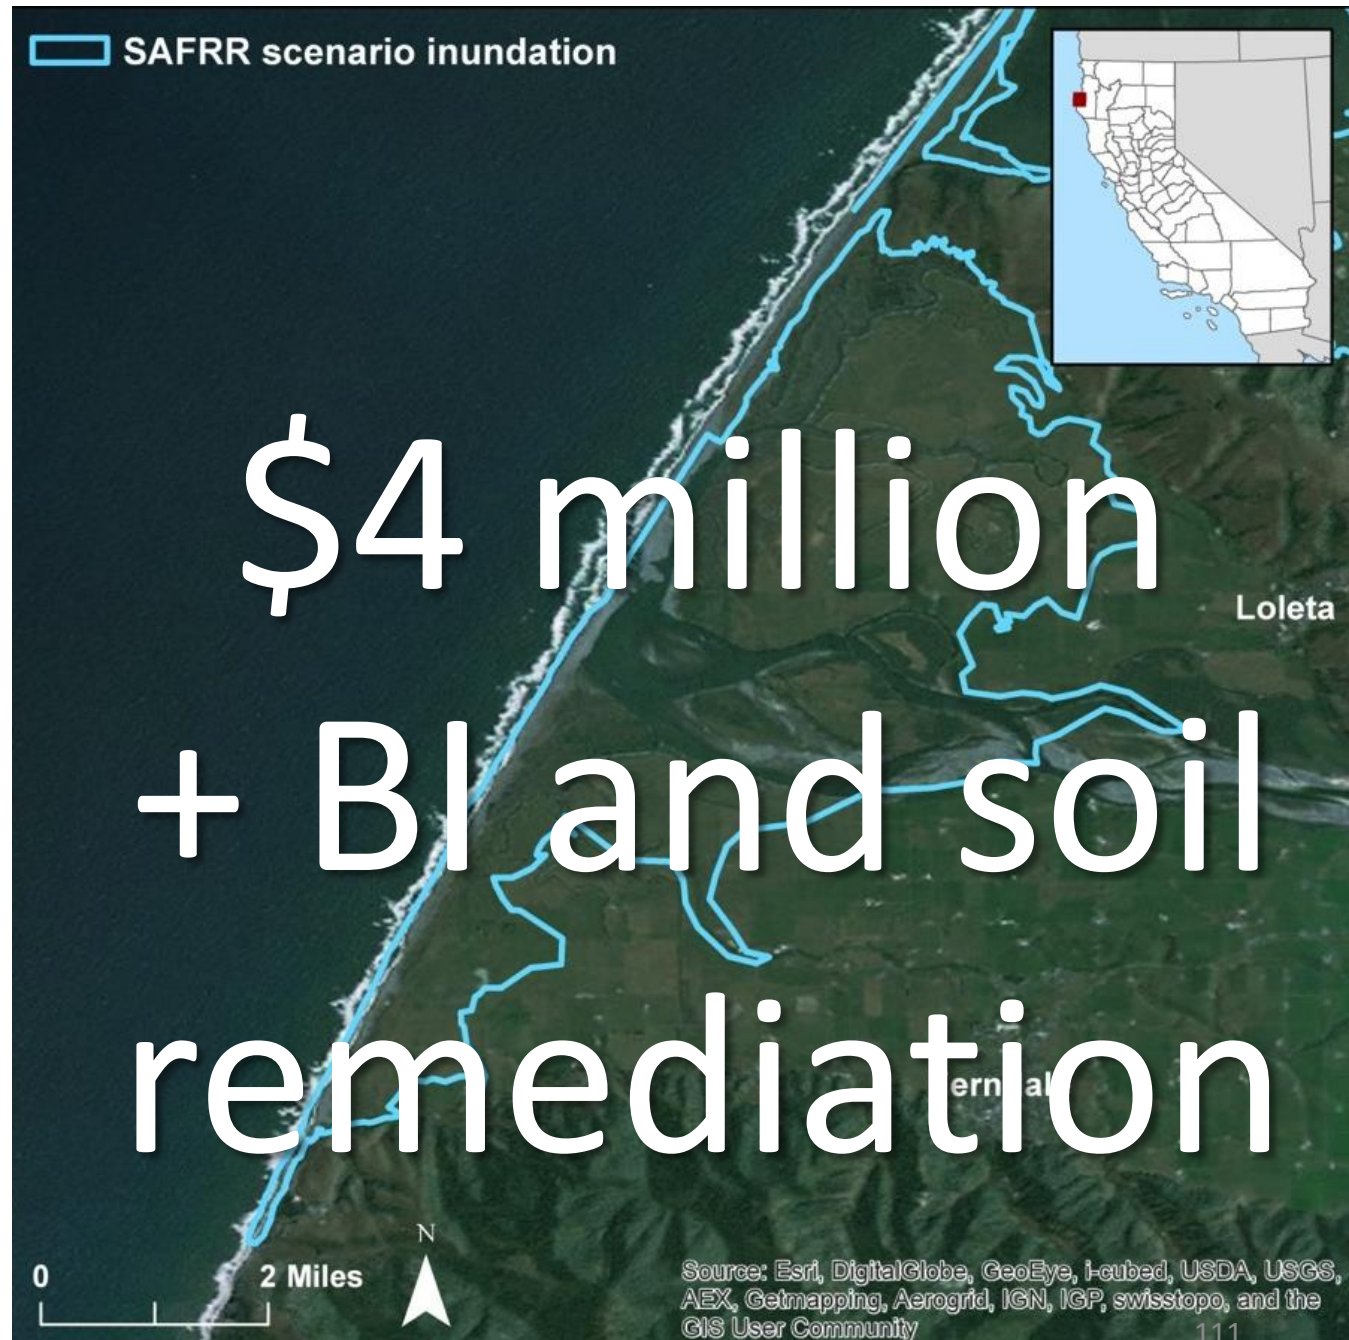 SAFRR scenario inundation
$4 million
Loleta
+ BI and soil
remediation
N
0 2 Miles
Source: Esri, DigitalGlobe, GeoEye, i-cubed, USDA, USGS,
AEX, Getmapping, Aerogrid, IGN, IGP, swisstopo, and the
GIS User Community
111